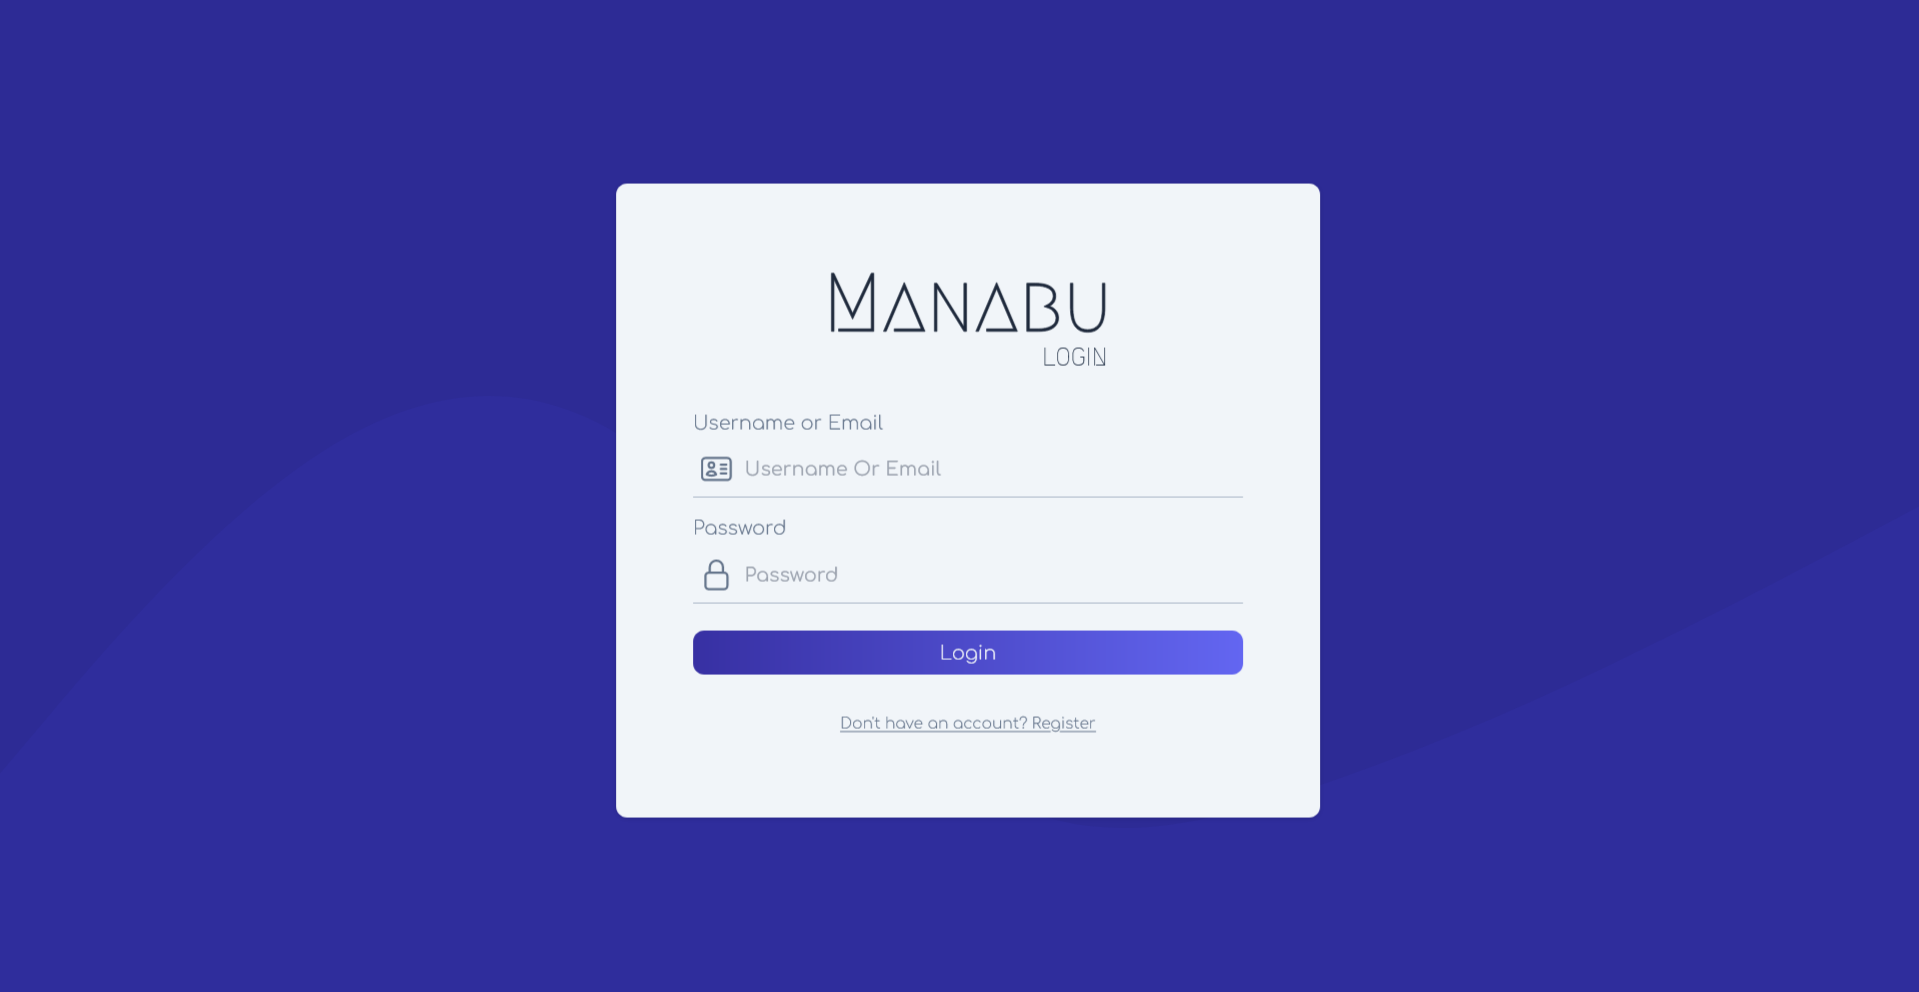 MANABU
LOGIN
Username or Email
Username Or Email
Password
Password
Login
Don't have an account? Register